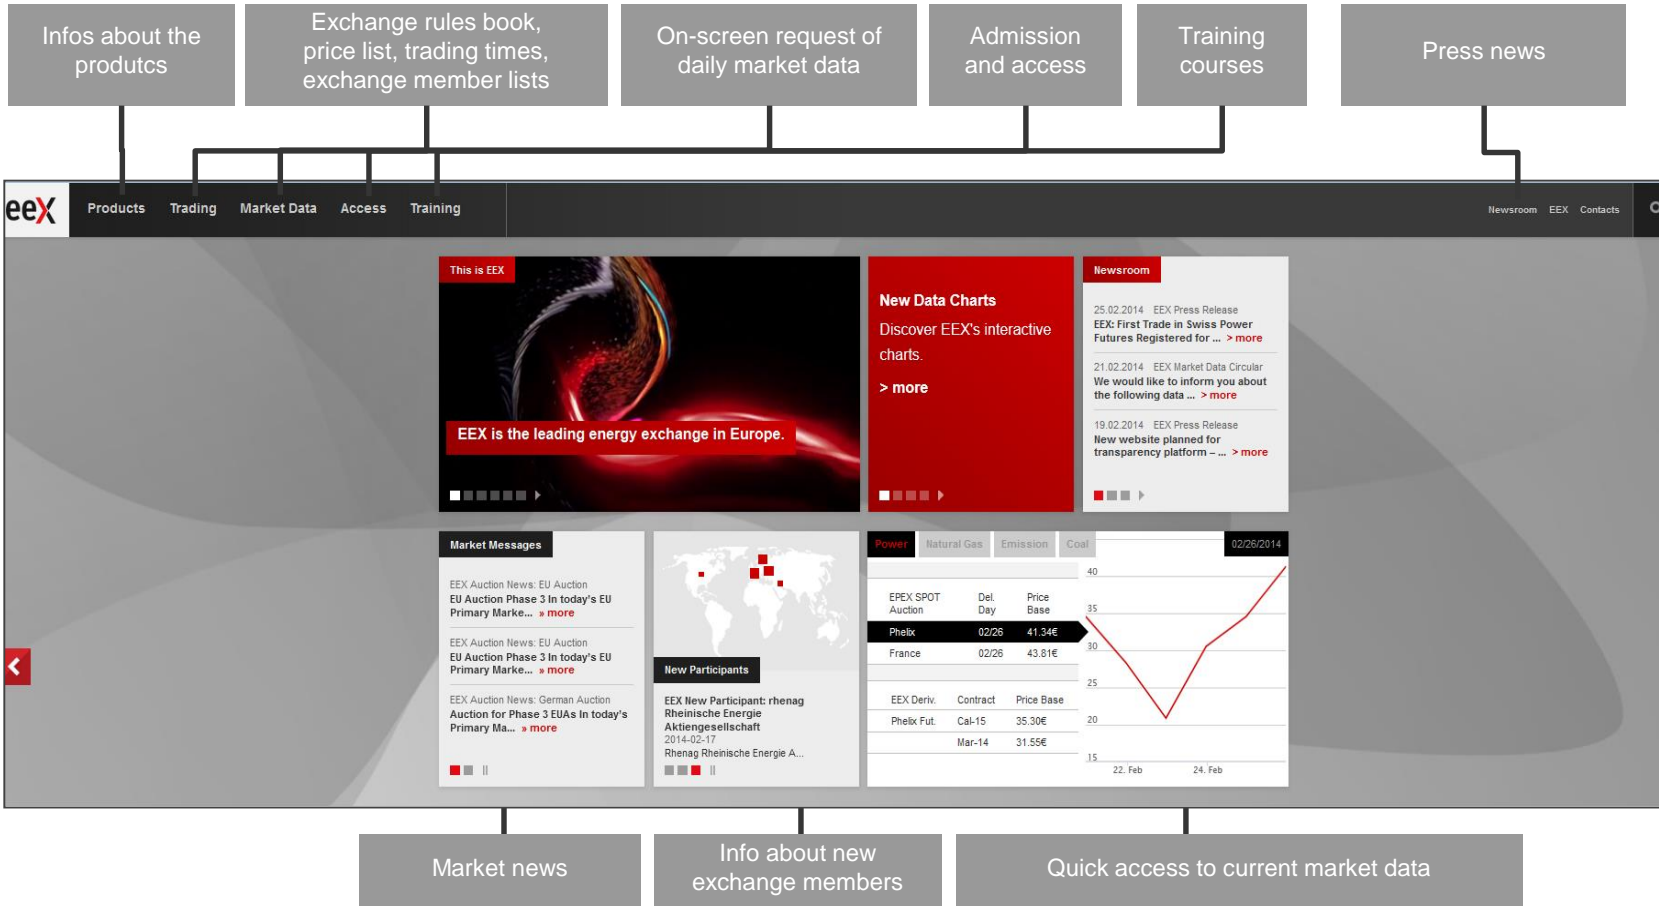 Infos about the
produtcs
Exchange rules book,
price list, trading times,
exchange member lists
On-screen request of
daily market data
Admission
and access
Training
courses
Press news
eex
Products Trading Market Data Access Training
Newsroom EEX Contacts
This is EEX
EEX is the leading energy exchange in Europe.
New Data Charts
Discover EEX's interactive
charts.
> more
Newsroom
25.02.2014 EEX Press Release
EEX: First Trade in Swiss Power
Futures Registered for ... > more
21.02.2014 EEX Market Data Circular
We would like to inform you about
the following data ... > more
19.02.2014 EEX Press Release
New website planned for
transparency platform – ... > more
Market Messages
EEX Auction News: EU Auction
EU Auction Phase 3 In today's EU
Primary Marke... » more
EEX Auction News: EU Auction
EU Auction Phase 3 In today's EU
Primary Marke... » more
EEX Auction News: German Auction
Auction for Phase 3 EUAs In today's
Primary Ma... » more
New Participants
EEX New Participant: rhenag
Rheinische Energie
Aktiengesellschaft
2014-02-17
Rhenag Rheinische Energie A...
Power Natural Gas Emission Coal
02/26/2014
EPEX SPOT Del. Price
Auction Day Base
Phelix 02/26 41.34€
France 02/26 43.81€
EEX Deriv. Contract Price Base
Phelix Fut. Cal-15 35.30€
Mar-14 31.55€
40
35
30
25
20
15
22. Feb 24. Feb
Market news
Info about new
exchange members
Quick access to current market data